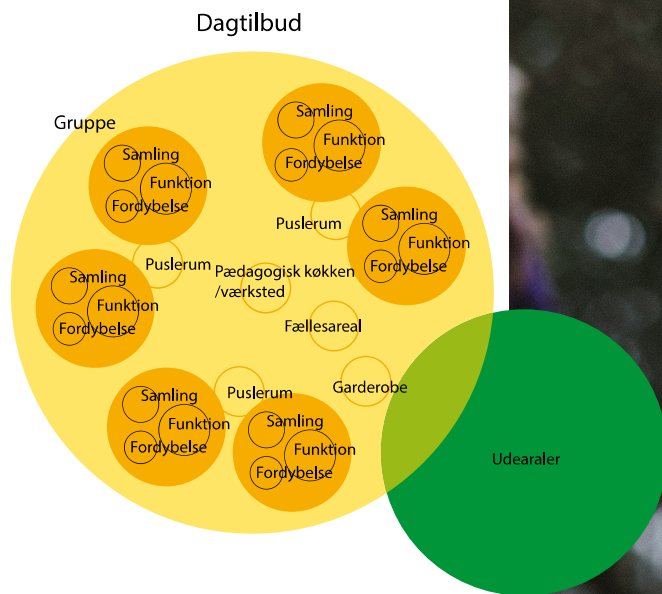 Dagtilbud
Gruppe
Samling
Funktion
Fordybelse
Samling
Funktion
Fordybelse
Puslerum
Samling
Funktion
Fordybelse
Puslerum
Samling
Funktion
Fordybelse
Pædagogisk køkken
/værksted
Fællesareal
Garderobe
Puslerum
Samling
Funktion
Fordybelse
Samling
Funktion
Fordybelse
Udearaler